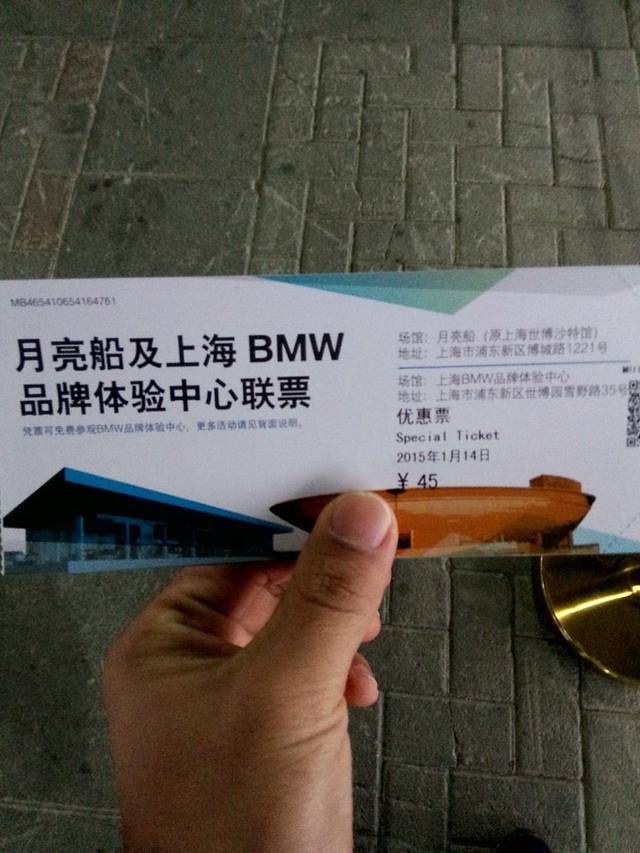 MB465410654164761
月亮船及上海 BMW
品牌体验中心联票
凭票可免费参观BMW品牌体验中心，更多活动请见背面说明。
场馆：月亮船（原上海世博沙特馆）
地址：上海市浦东新区博城路1221号
场馆：上海BMW品牌体验中心
地址：上海市浦东新区世博园雪野路35号
优惠票
Special Ticket
2015年1月14日
¥ 45